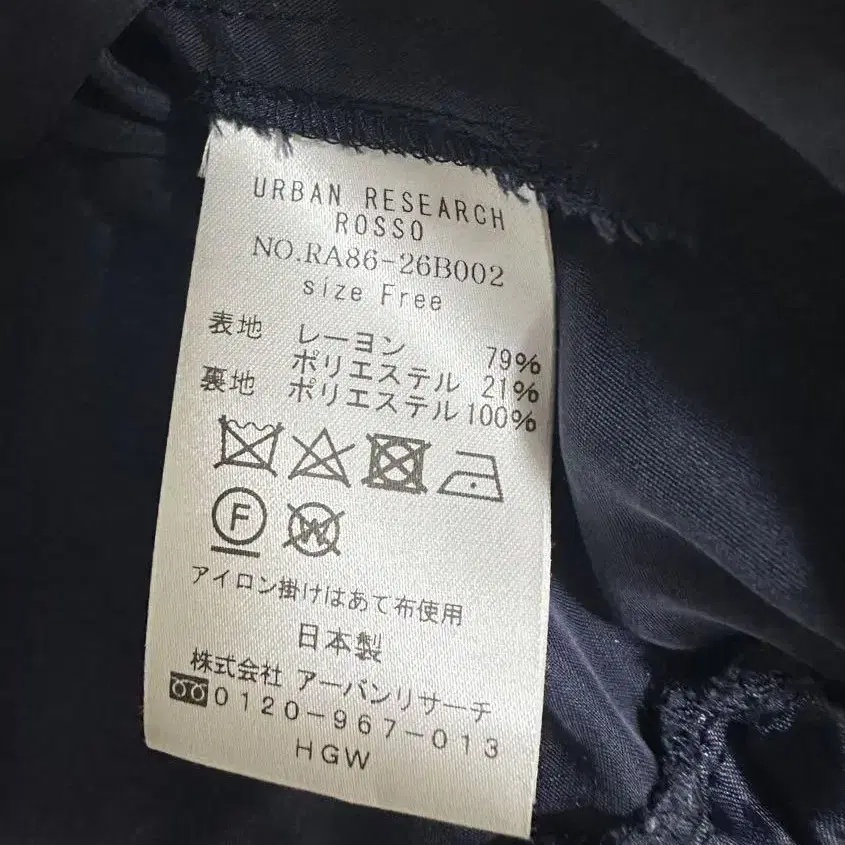 URBAN RESEARCH
ROSSO
NO.RA86-26B002
size Free
表地 レーヨン 79%
ポリエステル 21%
裏地 ポリエステル 100%
F W
アイロン掛けはあて布使用
日本製
株式会社 アーバンリサーチ
0120-967-013
HGW